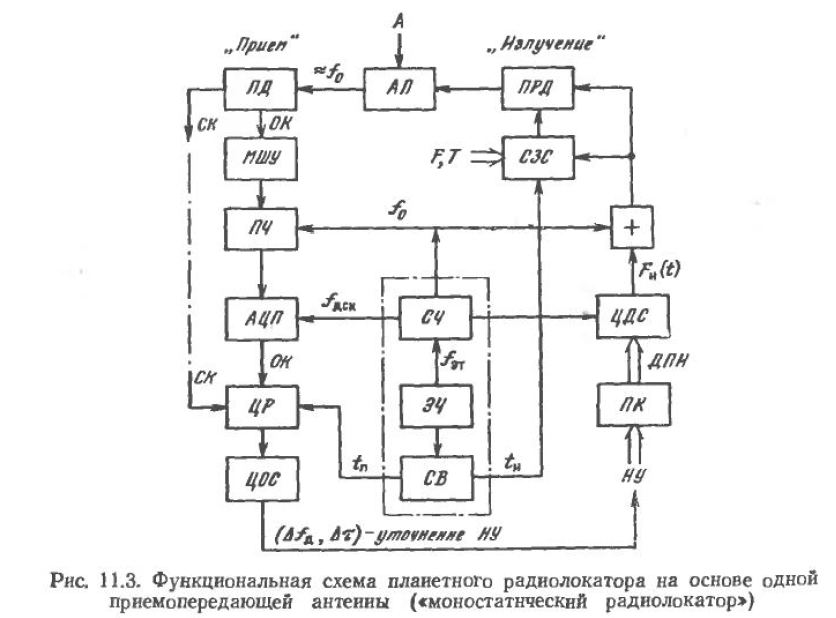 А
„Прием"
„Излучение"
ПД
≈f₀
АП
ПРД
СК
ОК
МШУ
F,T
СЗС
ПЧ
f₀
+
Fи(t)
АЦП
fдск
СЧ
ЦДС
ОК
fэт
ДПН
СК
ЦР
ЭЧ
ПК
tп
СВ
tи
ЦОС
НУ
(Δfд, Δτ)-уточнение НУ
Рис. 11.3. Функциональная схема планетного радиолокатора на основе одной
приемопередающей антенны («моностатический радиолокатор»)